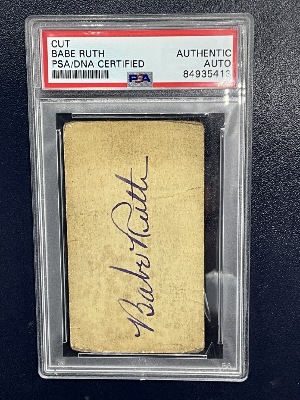 CUT
BABE RUTH
PSA/DNA CERTIFIED
AUTHENTIC
AUTO
84935413
PSA
Babe Ruth